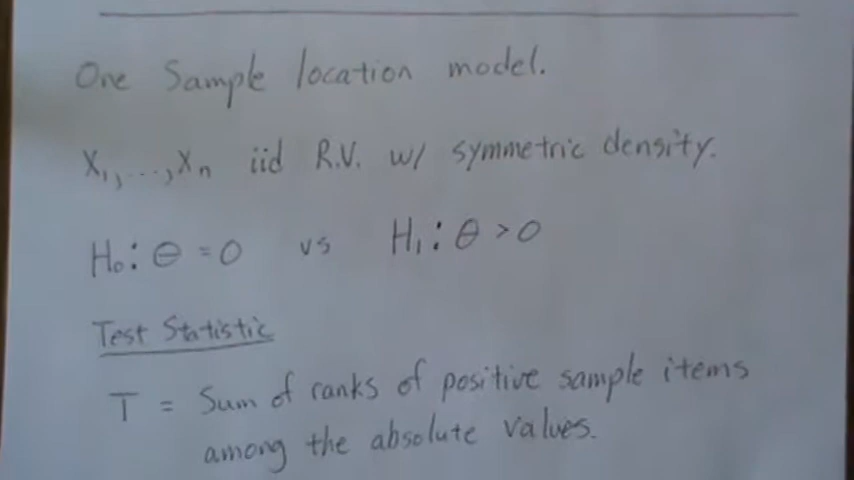 One Sample location model.
X₁,...,Xₙ iid R.V. w/ symmetric density.
H₀: θ = 0 vs H₁: θ > 0
Test Statistic
T = Sum of ranks of positive sample items
among the absolute values.